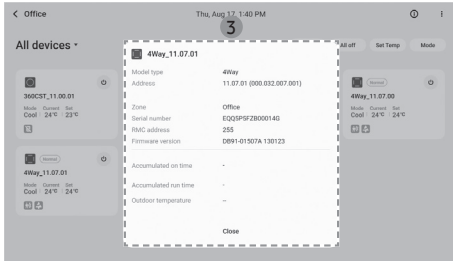 Office
Thu, Aug 17, 1:40 PM
3
All devices
All off
Set Temp
Mode
360CST_11.00.01
Mode Current Set
Cool 24°C 23°C
Normal
4Way_11.07.01
Mode Current Set
Cool 24°C 24°C
4Way_11.07.01
Model type 4Way
Address 11.07.01 (000.032.007.001)
Zone Office
Serial number EQQ5PSFZB00014G
RMC address 255
Firmware version DB91-01507A 130123
Accumulated on time -
Accumulated run time -
Outdoor temperature -
Close
Normal
4Way_11.07.00
Mode Current Set
Cool 24°C 24°C